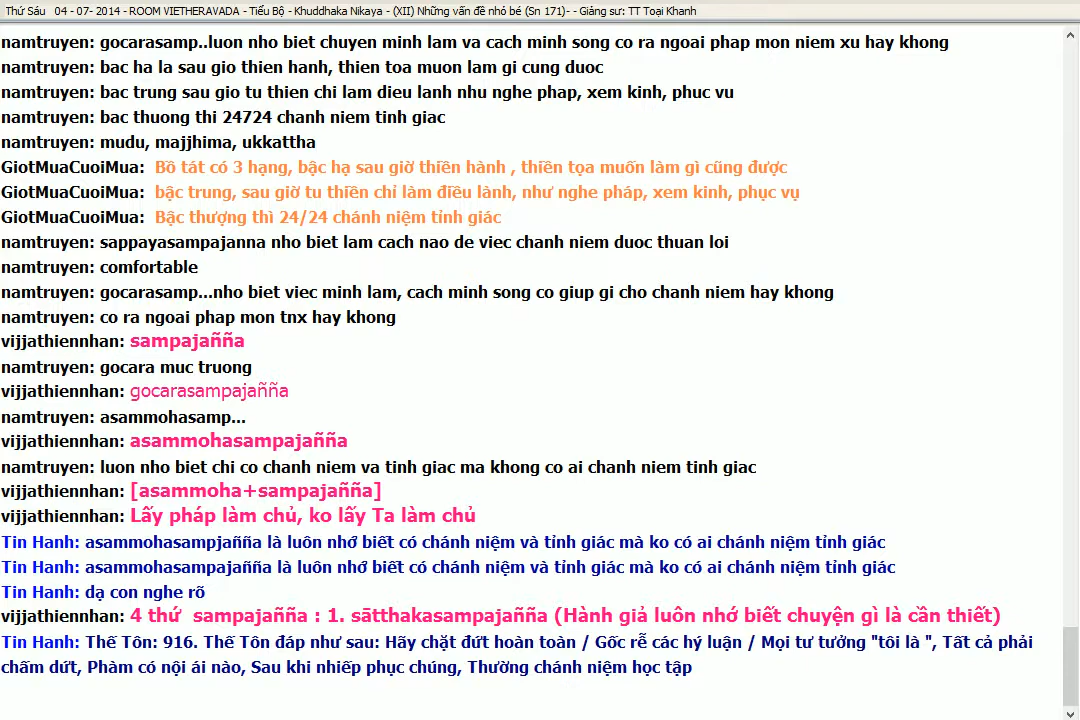 Thứ Sáu 04 - 07- 2014 - ROOM VIETHERAVADA - Tiểu Bộ - Khuddhaka Nikaya - (XII) Những vấn đề nhỏ bé (Sn 171)- - Giảng sư: TT Toại Khanh
namtruyen: gocarasamp..luon nho biet chuyen minh lam va cach minh song co ra ngoai phap mon niem xu hay khong
namtruyen: bac ha la sau gio thien hanh, thien toa muon lam gi cung duoc
namtruyen: bac trung sau gio tu thien chi lam dieu lanh nhu nghe phap, xem kinh, phuc vu
namtruyen: bac thuong thi 24724 chanh niem tinh giac
namtruyen: mudu, majjhima, ukkattha
GiotMuaCuoiMua: Bồ tát có 3 hạng, bậc hạ sau giờ thiền hành , thiền tọa muốn làm gì cũng được
GiotMuaCuoiMua: bậc trung, sau giờ tu thiền chỉ làm điều lành, như nghe pháp, xem kinh, phục vụ
GiotMuaCuoiMua: Bậc thượng thì 24/24 chánh niệm tỉnh giác
namtruyen: sappayasampajanna nho biet lam cach nao de viec chanh niem duoc thuan loi
namtruyen: comfortable
namtruyen: gocarasamp...nho biet viec minh lam, cach minh song co giup gi cho chanh niem hay khong
namtruyen: co ra ngoai phap mon tnx hay khong
vijjathiennhan: sampajañña
namtruyen: gocara muc truong
vijjathiennhan: gocarasampajañña
namtruyen: asammohasamp...
vijjathiennhan: asammohasampajañña
namtruyen: luon nho biet chi co chanh niem va tinh giac ma khong co ai chanh niem tinh giac
vijjathiennhan: [asammoha+sampajañña]
vijjathiennhan: Lấy pháp làm chủ, ko lấy Ta làm chủ
Tin Hanh: asammohasampjañña là luôn nhớ biết có chánh niệm và tỉnh giác mà ko có ai chánh niệm tỉnh giác
Tin Hanh: asammohasampajañña là luôn nhớ biết có chánh niệm và tỉnh giác mà ko có ai chánh niệm tỉnh giác
Tin Hanh: dạ con nghe rõ
vijjathiennhan: 4 thứ sampajañña : 1. sātthakasampajañña (Hành giả luôn nhớ biết chuyện gì là cần thiết)
Tin Hanh: Thế Tôn: 916. Thế Tôn đáp như sau: Hãy chặt đứt hoàn toàn / Gốc rễ các hý luận / Mọi tư tưởng "tôi là ", Tất cả phải
chấm dứt, Phàm có nội ái nào, Sau khi nhiếp phục chúng, Thường chánh niệm học tập